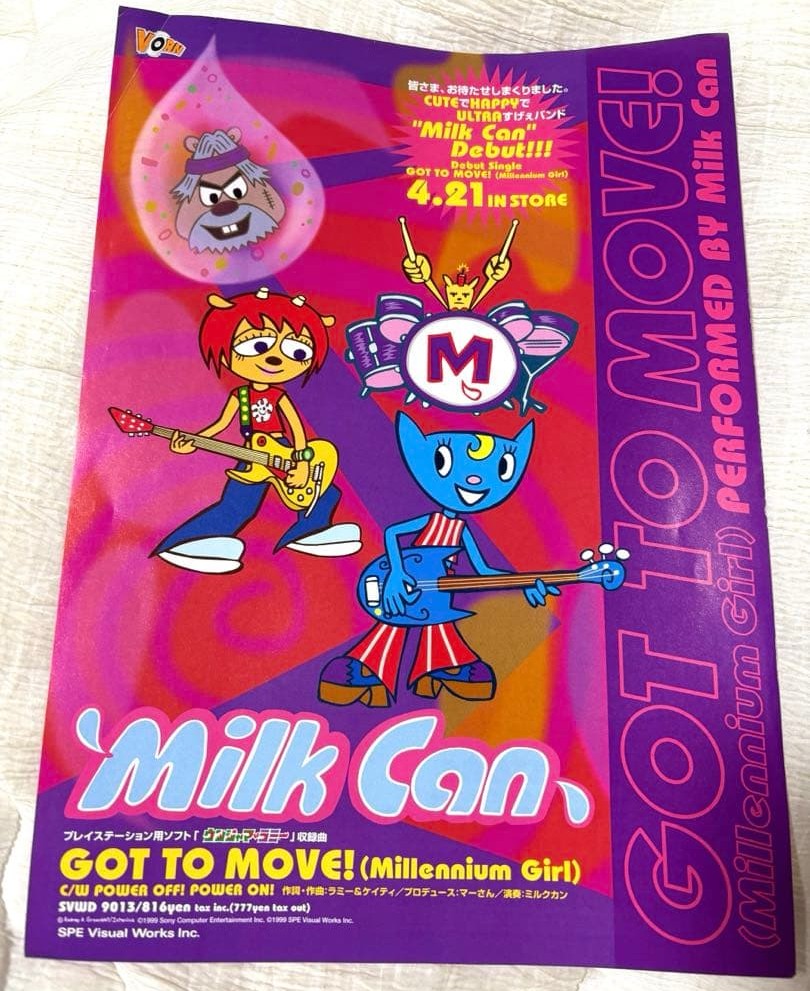 VORN
皆さま、お待たせしまくりました。
CUTEでHAPPYで
ULTRAすげぇバンド
"Milk Can"
Debut!!!
Debut Single
GOT TO MOVE! (Millennium Girl)
4.21 IN STORE
M
Milk Can
プレイステーション用ソフト「ウンジャマ・ラミー」収録曲
GOT TO MOVE! (Millennium Girl)
C/W POWER OFF! POWER ON! 作詞・作曲:ラミー&ケイティ/プロデュース:マーさん/演奏:ミルクカン
SVWD 9013/816yen tax inc.(777yen tax out)
©Rodney A. Greenblat/Interlink ©1999 Sony Computer Entertainment Inc. ©1999 SPE Visual Works Inc.
SPE Visual Works Inc.
GOT TO MOVE!
(Millennium Girl) PERFORMED BY Milk Can